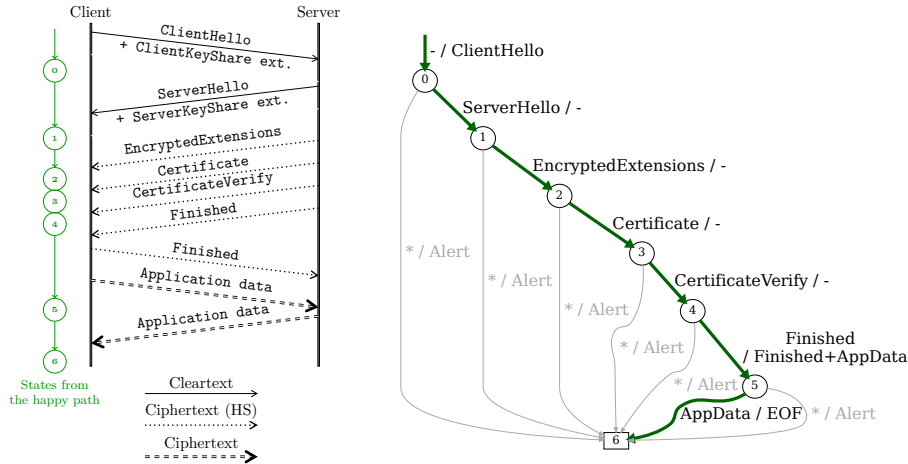 Client
Server
ClientHello
+ ClientKeyShare ext.
0
ServerHello
+ ServerKeyShare ext.
1
EncryptedExtensions
2
Certificate
3
CertificateVerify
4
Finished
Finished
Application data
5
Application data
6
States from
the happy path
Cleartext
Ciphertext (HS)
Ciphertext
- / ClientHello
0
ServerHello / -
1
EncryptedExtensions / -
2
Certificate / -
3
* / Alert
CertificateVerify / -
* / Alert
* / Alert
4
Finished
/ Finished+AppData
* / Alert
* / Alert
5
AppData / EOF
* / Alert
6